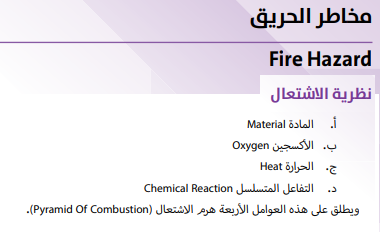 مخاطر الحريق
Fire Hazard
نظرية الاشتعال
أ. المادة Material
ب. الأكسجين Oxygen
ج. الحرارة Heat
د. التفاعل المتسلسل Chemical Reaction
ويطلق على هذه العوامل الأربعة هرم الاشتعال (Pyramid Of Combustion).